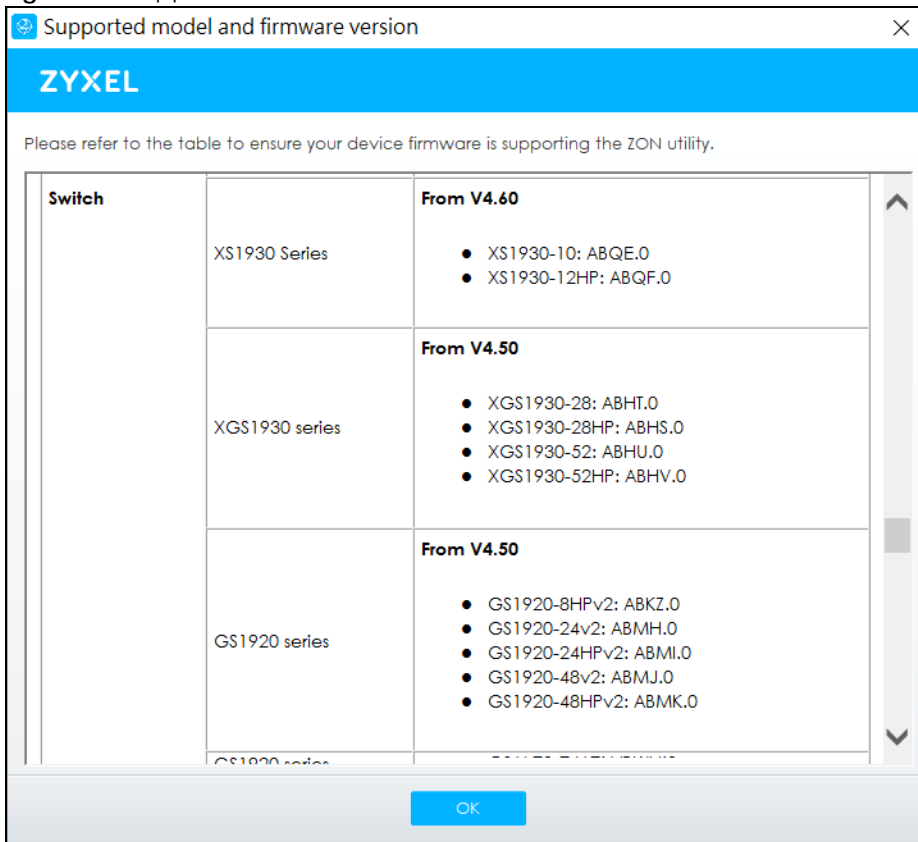 Supported model and firmware version
ZYXEL
Please refer to the table to ensure your device firmware is supporting the ZON utility.
Switch
XS1930 Series
From V4.60
● XS1930-10: ABQE.0
● XS1930-12HP: ABQF.0
XGS1930 series
From V4.50
● XGS1930-28: ABHT.0
● XGS1930-28HP: ABHS.0
● XGS1930-52: ABHU.0
● XGS1930-52HP: ABHV.0
GS1920 series
From V4.50
● GS1920-8HPv2: ABKZ.0
● GS1920-24v2: ABMH.0
● GS1920-24HPv2: ABMI.0
● GS1920-48v2: ABMJ.0
● GS1920-48HPv2: ABMK.0
GS1920 series
OK